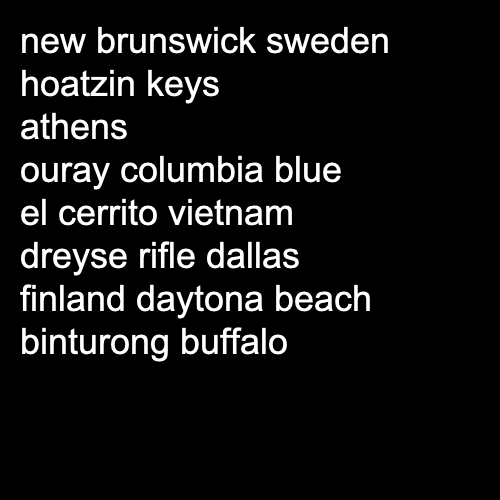 new brunswick sweden
hoatzin keys
athens
ouray columbia blue
el cerrito vietnam
dreyse rifle dallas
finland daytona beach
binturong buffalo